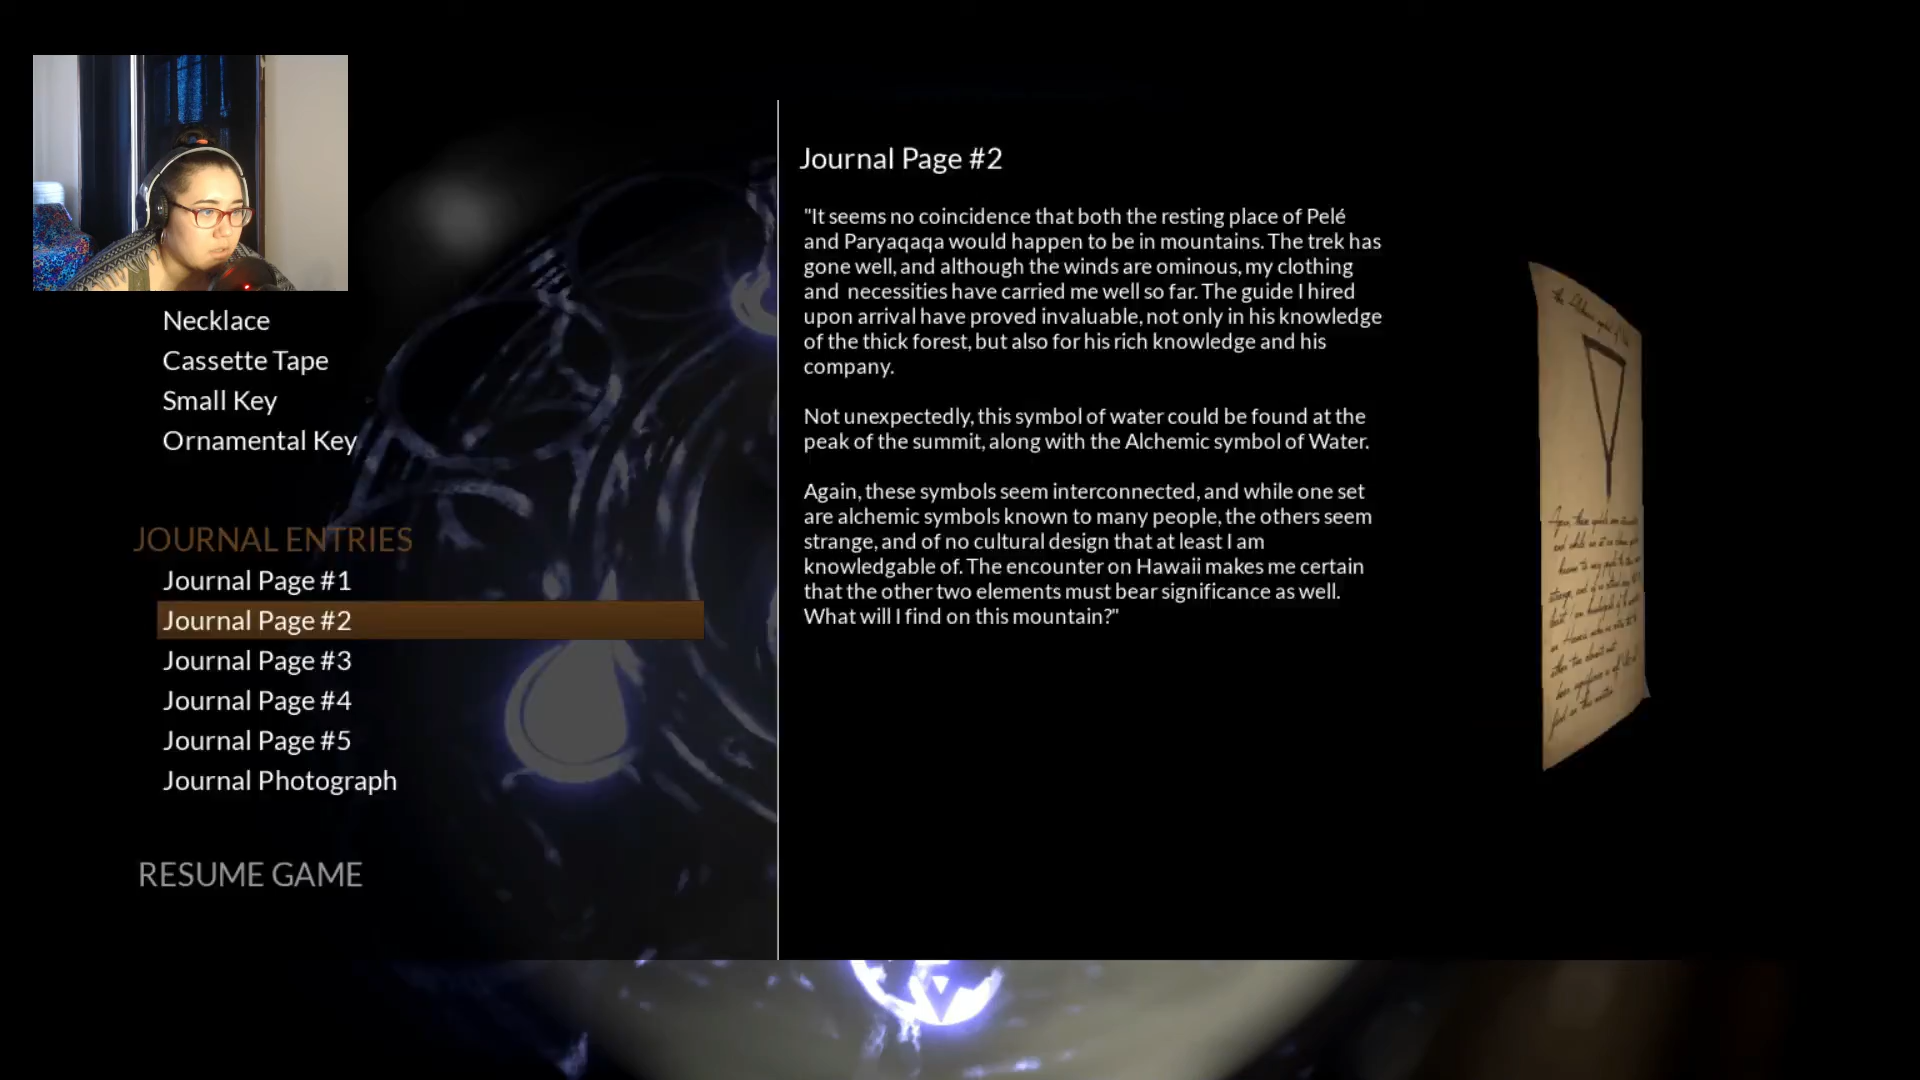 Necklace
Cassette Tape
Small Key
Ornamental Key
JOURNAL ENTRIES
Journal Page #1
Journal Page #2
Journal Page #3
Journal Page #4
Journal Page #5
Journal Photograph
RESUME GAME
Journal Page #2
"It seems no coincidence that both the resting place of Pelé
and Paryaqaqa would happen to be in mountains. The trek has
gone well, and although the winds are ominous, my clothing
and necessities have carried me well so far. The guide I hired
upon arrival have proved invaluable, not only in his knowledge
of the thick forest, but also for his rich knowledge and his
company.
Not unexpectedly, this symbol of water could be found at the
peak of the summit, along with the Alchemic symbol of Water.
Again, these symbols seem interconnected, and while one set
are alchemic symbols known to many people, the others seem
strange, and of no cultural design that at least I am
knowledgable of. The encounter on Hawaii makes me certain
that the other two elements must bear significance as well.
What will I find on this mountain?"